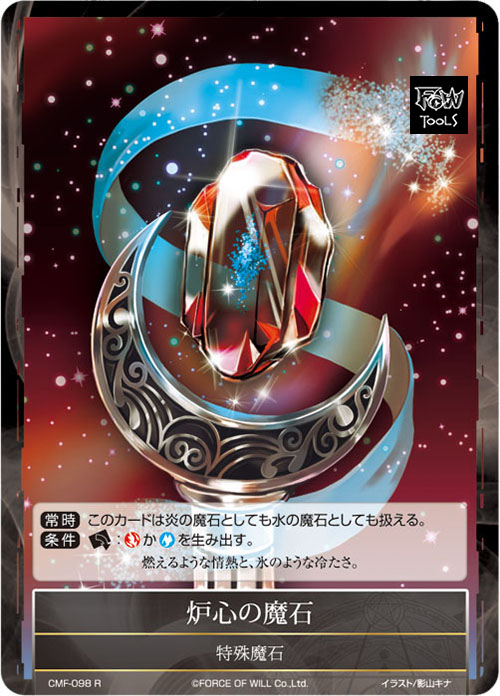 FOW
TOOLS
常時 このカードは炎の魔石としても水の魔石としても扱える。
条件 : か を生み出す。
燃えるような情熱と、氷のような冷たさ。
炉心の魔石
特殊魔石
CMF-098 R ©FORCE OF WILL Co.,Ltd. イラスト/影山キナ